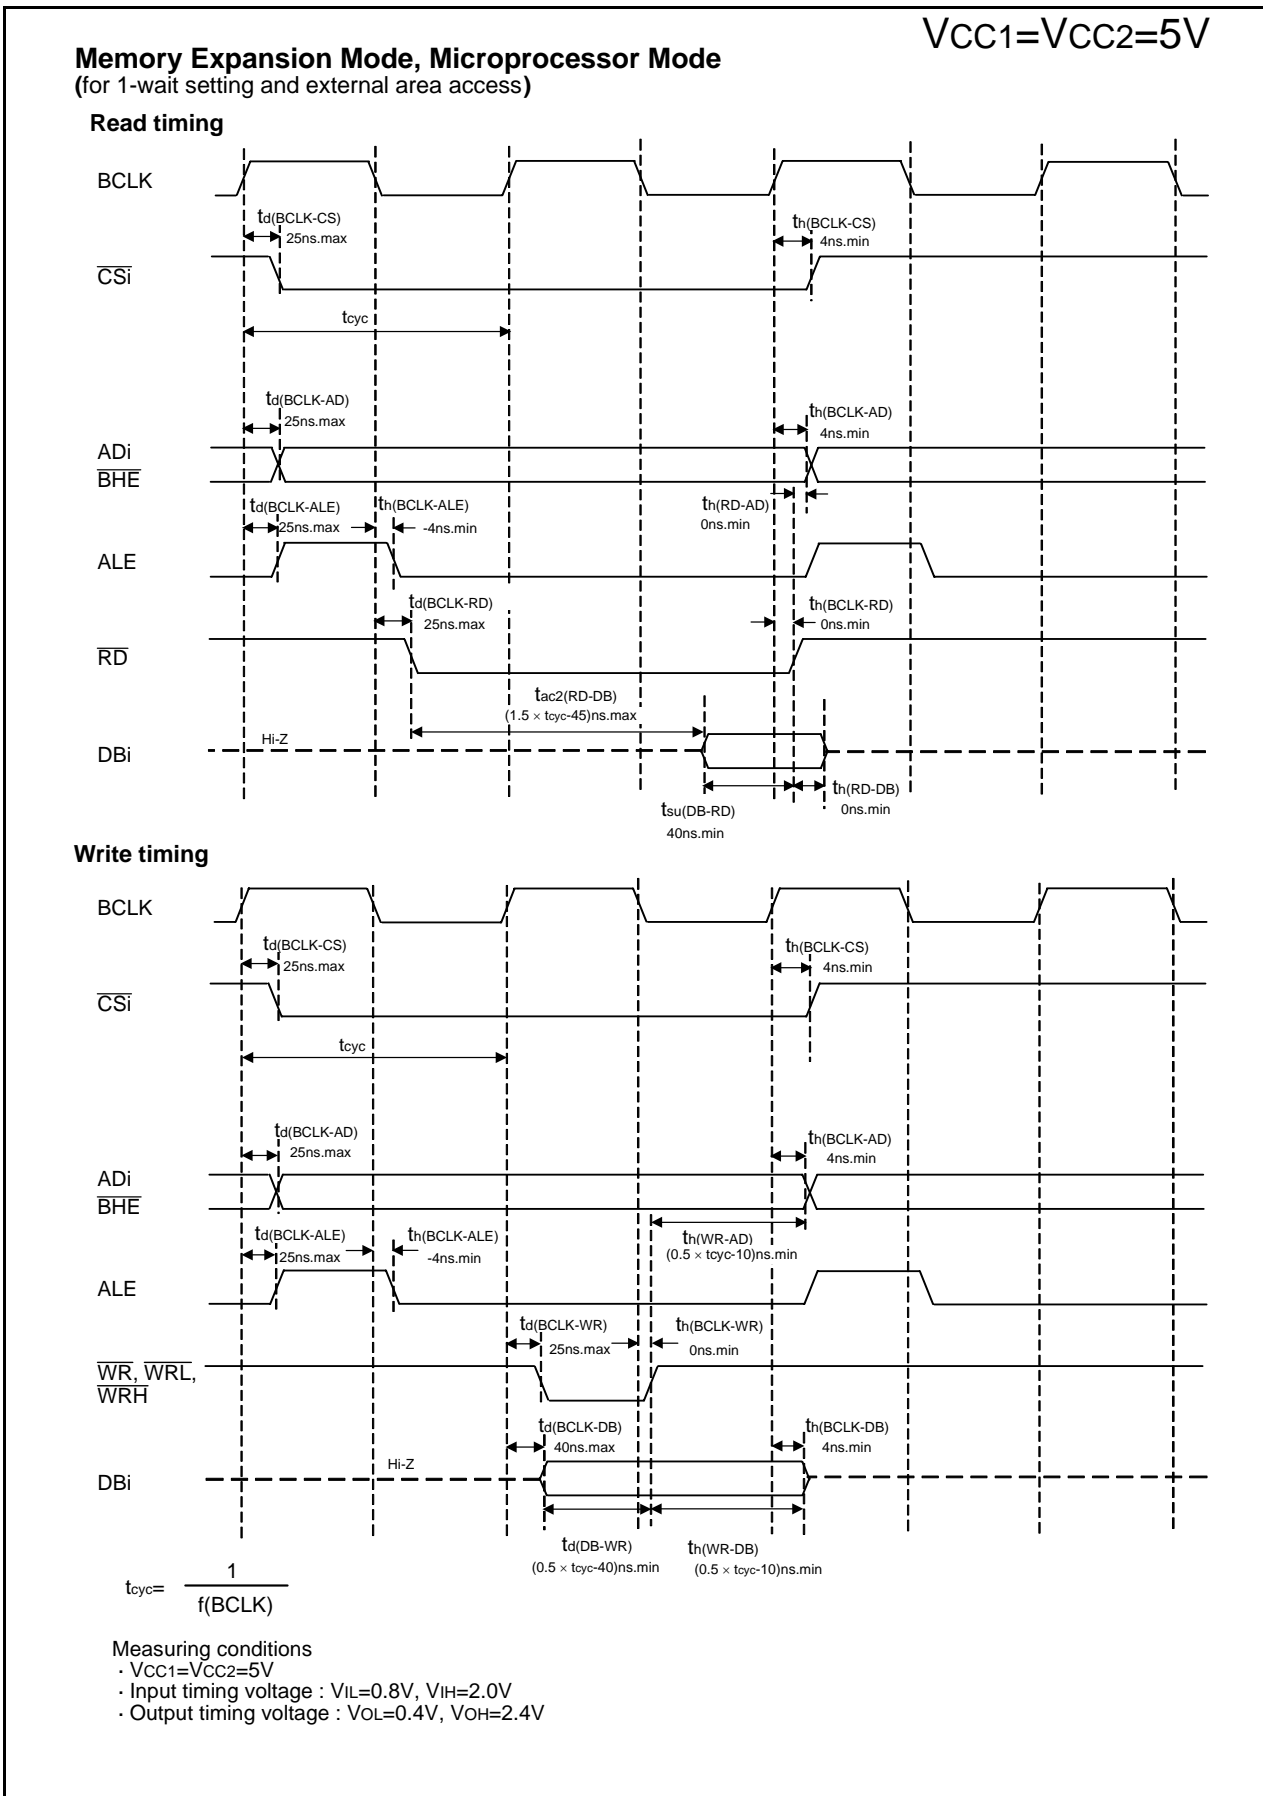 VCC1=VCC2=5V
Memory Expansion Mode, Microprocessor Mode
(for 1-wait setting and external area access)
Read timing
BCLK
td(BCLK-CS)
25ns.max
th(BCLK-CS)
4ns.min
CSi
tcyc
td(BCLK-AD)
25ns.max
th(BCLK-AD)
4ns.min
ADi
BHE
td(BCLK-ALE)
25ns.max
th(BCLK-ALE)
-4ns.min
th(RD-AD)
0ns.min
ALE
td(BCLK-RD)
25ns.max
th(BCLK-RD)
0ns.min
RD
tac2(RD-DB)
(1.5 × tcyc-45)ns.max
Hi-Z
DBi
tsu(DB-RD)
40ns.min
th(RD-DB)
0ns.min
Write timing
BCLK
td(BCLK-CS)
25ns.max
th(BCLK-CS)
4ns.min
CSi
tcyc
td(BCLK-AD)
25ns.max
th(BCLK-AD)
4ns.min
ADi
BHE
td(BCLK-ALE)
25ns.max
th(BCLK-ALE)
-4ns.min
th(WR-AD)
(0.5 × tcyc-10)ns.min
ALE
td(BCLK-WR)
25ns.max
th(BCLK-WR)
0ns.min
WR, WRL,
WRH
td(BCLK-DB)
40ns.max
th(BCLK-DB)
4ns.min
Hi-Z
DBi
td(DB-WR)
(0.5 × tcyc-40)ns.min
th(WR-DB)
(0.5 × tcyc-10)ns.min
tcyc= 1
f(BCLK)
Measuring conditions
· VCC1=VCC2=5V
· Input timing voltage : VIL=0.8V, VIH=2.0V
· Output timing voltage : VOL=0.4V, VOH=2.4V